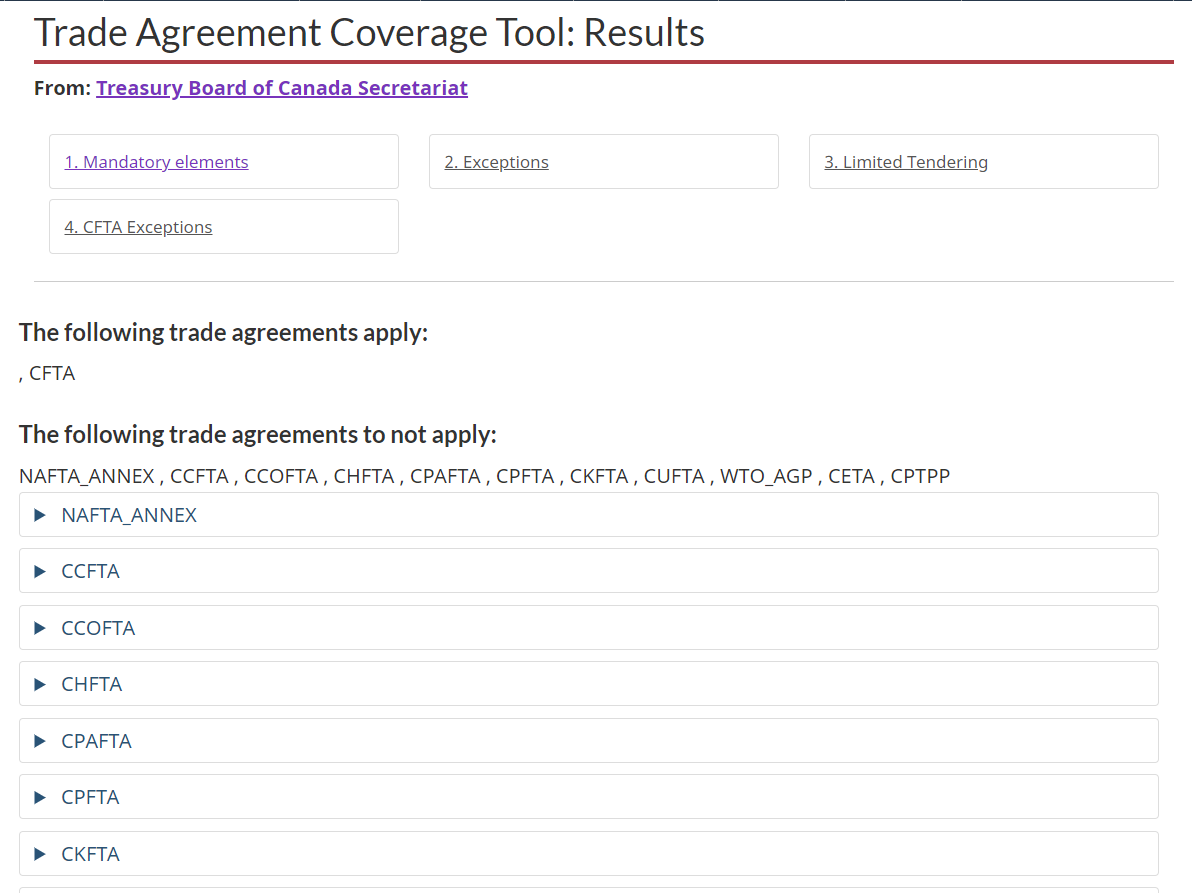 Trade Agreement Coverage Tool: Results
From: Treasury Board of Canada Secretariat
1. Mandatory elements
2. Exceptions
3. Limited Tendering
4. CFTA Exceptions
The following trade agreements apply:
, CFTA
The following trade agreements to not apply:
NAFTA_ANNEX , CCFTA , CCOFTA , CHFTA , CPAFTA , CPFTA , CKFTA , CUFTA , WTO_AGP , CETA , CPTPP
NAFTA_ANNEX
CCFTA
CCOFTA
CHFTA
CPAFTA
CPFTA
CKFTA